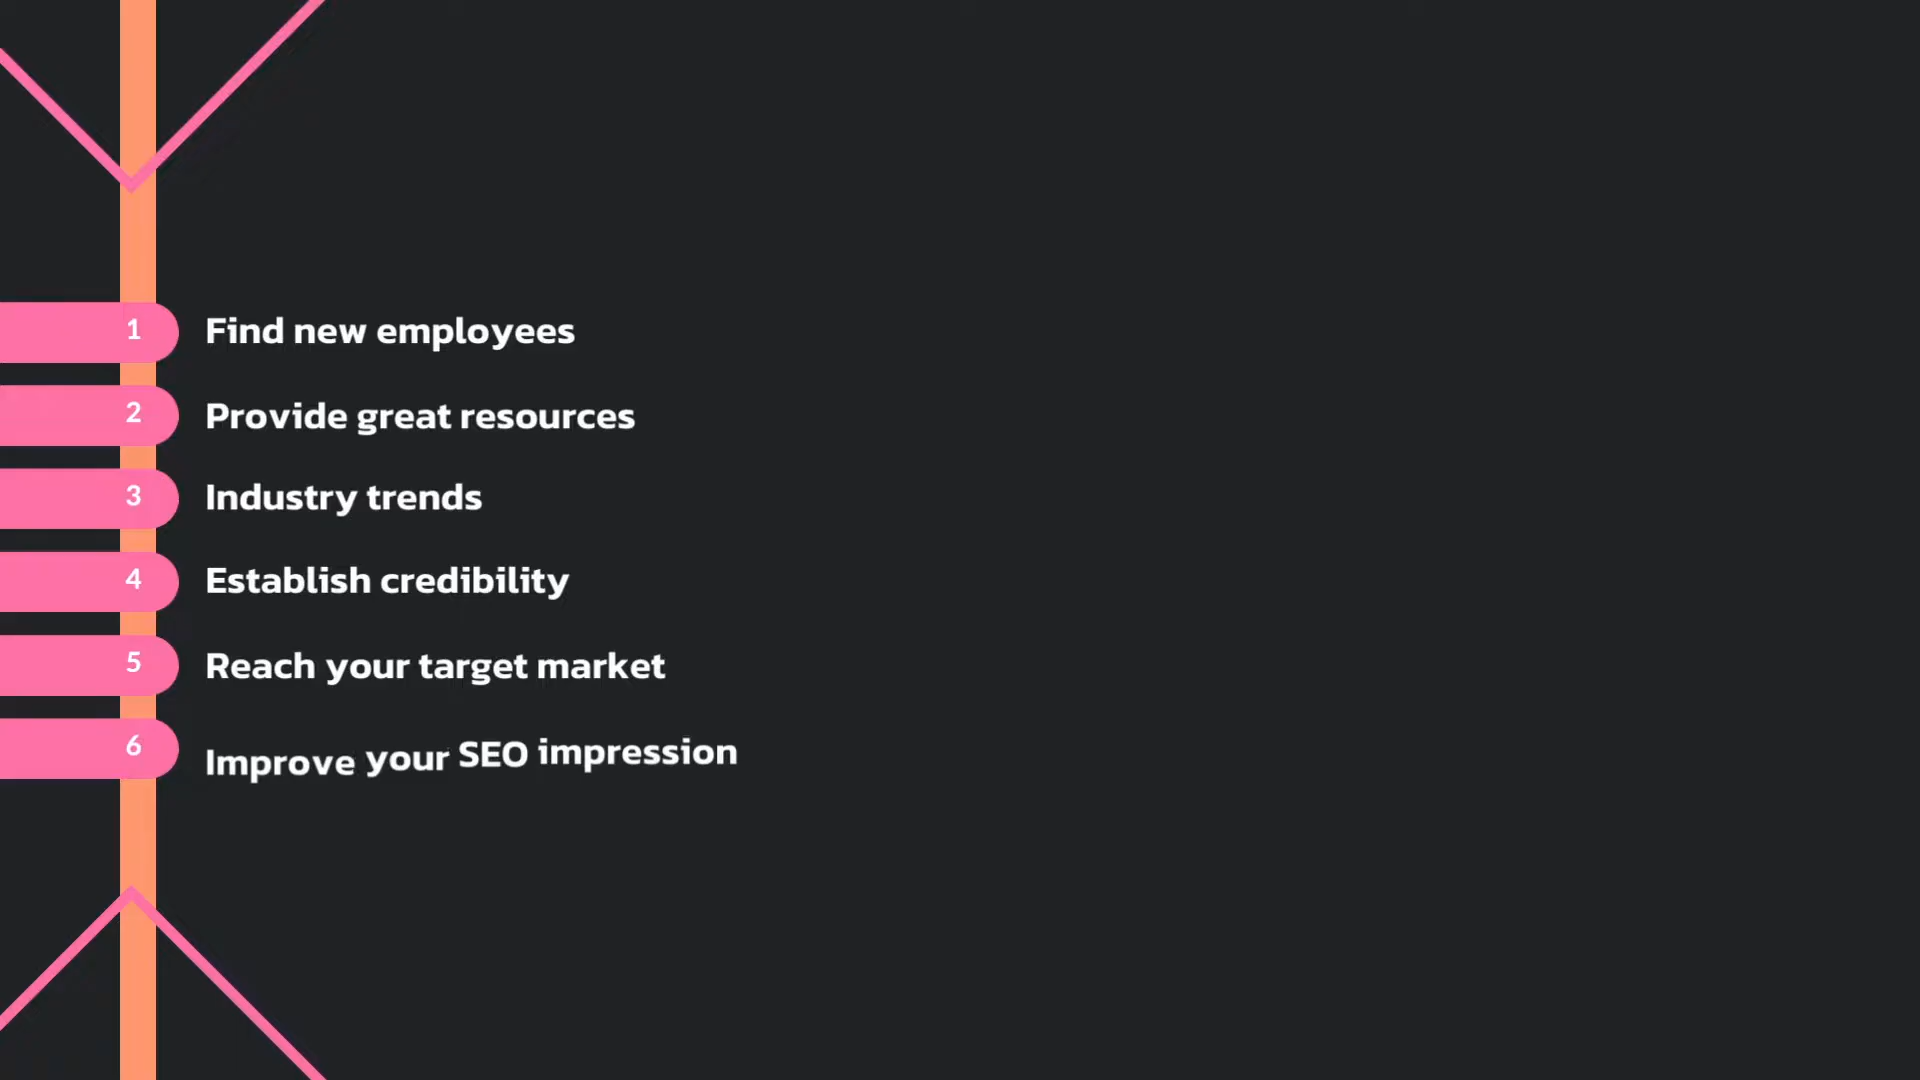 1 Find new employees
2 Provide great resources
3 Industry trends
4 Establish credibility
5 Reach your target market
6 Improve your SEO impression